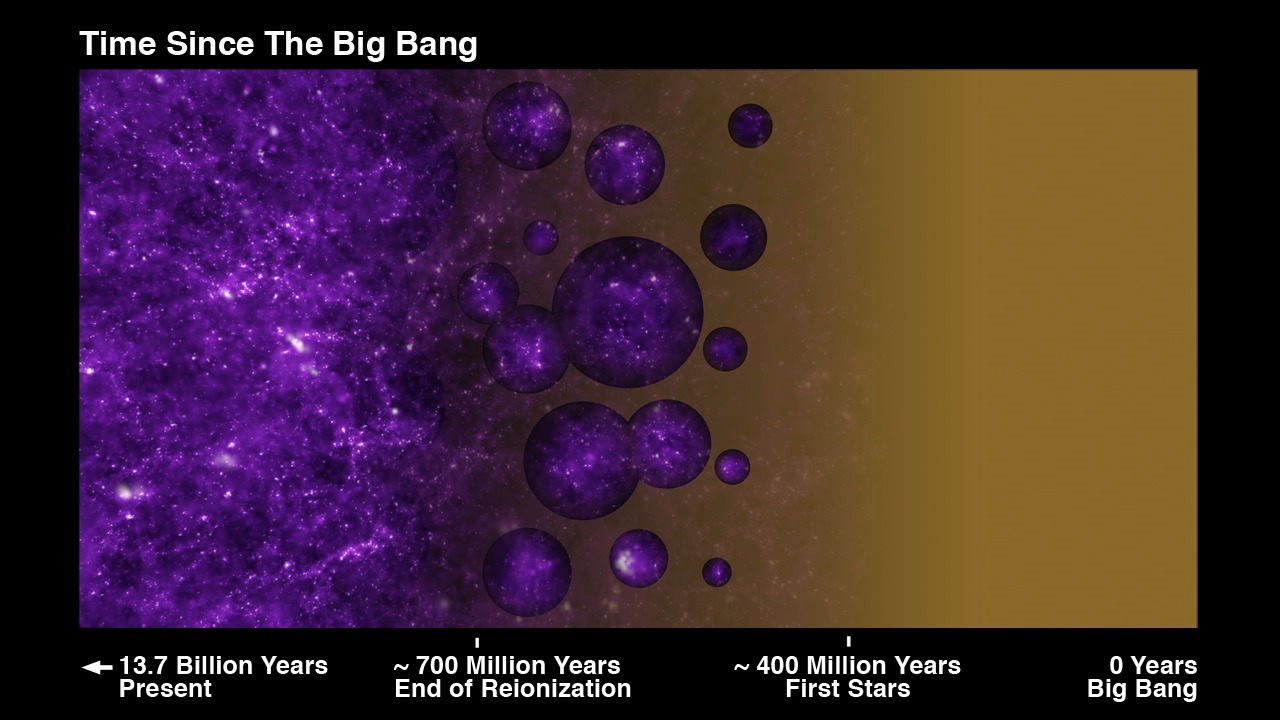 Time Since The Big Bang
13.7 Billion Years
Present
~ 700 Million Years
End of Reionization
~ 400 Million Years
First Stars
0 Years
Big Bang